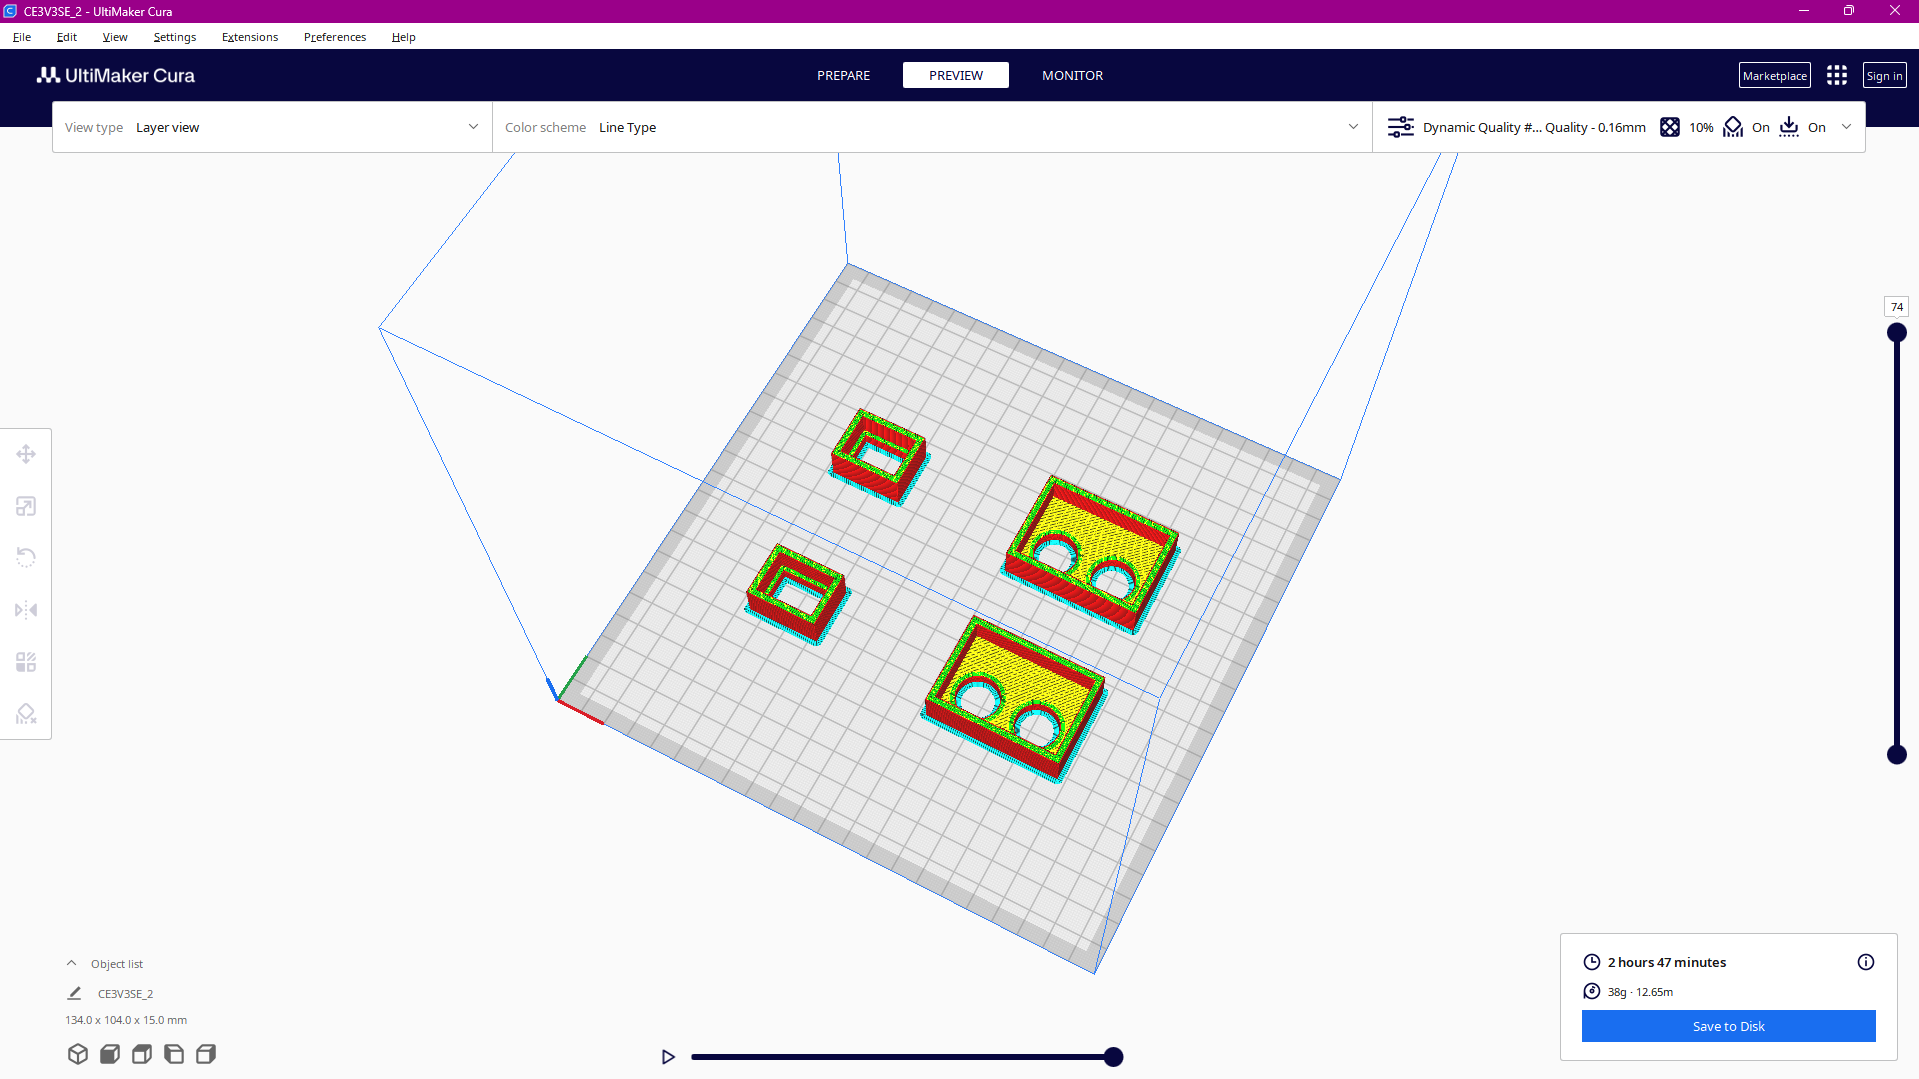 CE3V3SE_2 - UltiMaker Cura
File Edit View Settings Extensions Preferences Help
UltiMaker Cura PREPARE PREVIEW MONITOR Marketplace Sign in
View type Layer view Color scheme Line Type Dynamic Quality #... Quality - 0.16mm 10% On On
74
Object list
CE3V3SE_2
134.0 x 104.0 x 15.0 mm
2 hours 47 minutes
38g · 12.65m
Save to Disk